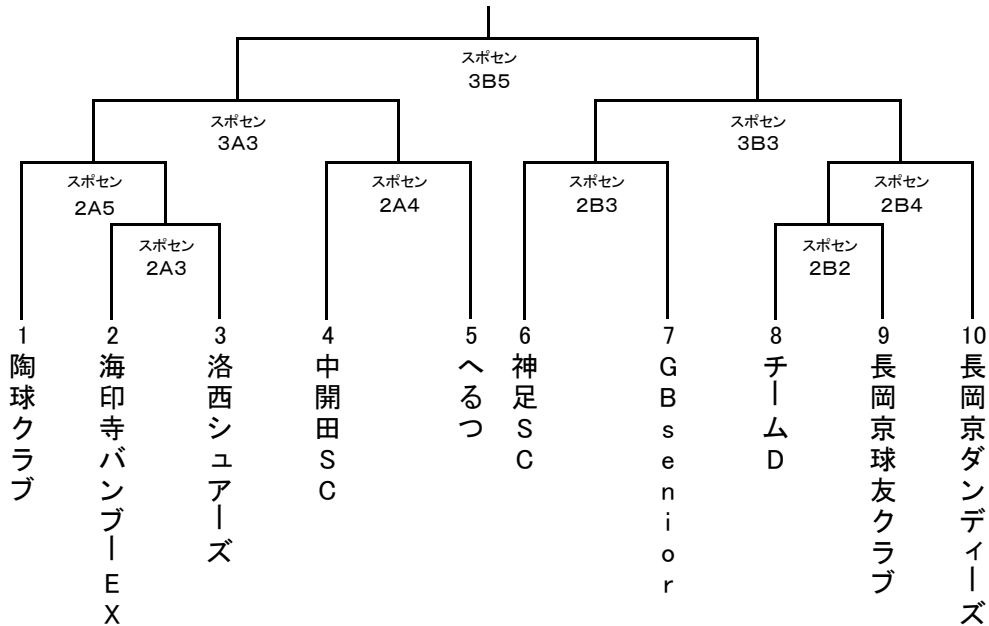 スポセン
3B5
スポセン
3A3
スポセン
3B3
スポセン
2A5
スポセン
2A4
スポセン
2B3
スポセン
2B4
スポセン
2A3
スポセン
2B2
1
陶球クラブ
2
海印寺バンブーEX
3
洛西シュアーズ
4
中開田SC
5
へるつ
6
神足SC
7
GBsenior
8
チームD
9
長岡京球友クラブ
10
長岡京ダンディーズ